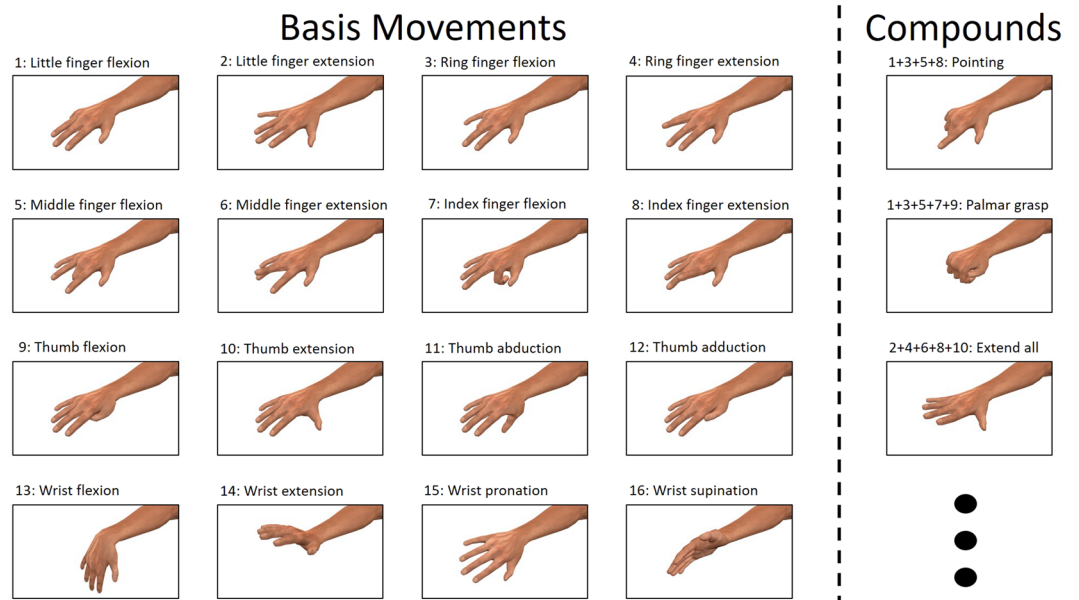 Basis Movements
Compounds
1: Little finger flexion
2: Little finger extension
3: Ring finger flexion
4: Ring finger extension
1+3+5+8: Pointing
5: Middle finger flexion
6: Middle finger extension
7: Index finger flexion
8: Index finger extension
1+3+5+7+9: Palmar grasp
9: Thumb flexion
10: Thumb extension
11: Thumb abduction
12: Thumb adduction
2+4+6+8+10: Extend all
13: Wrist flexion
14: Wrist extension
15: Wrist pronation
16: Wrist supination